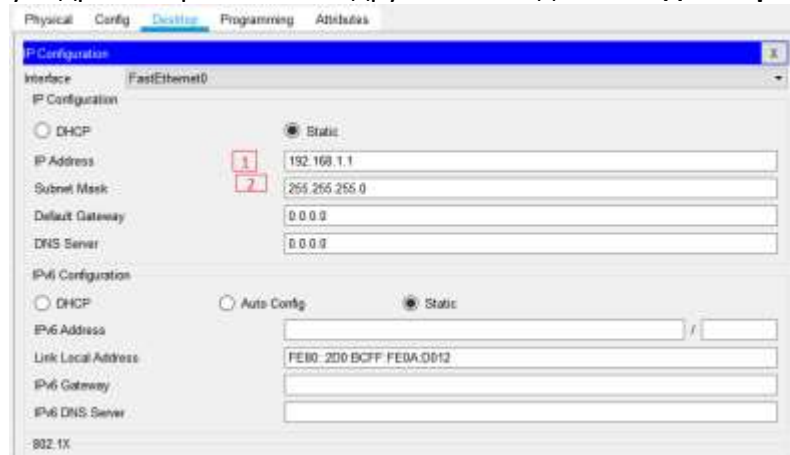 Physical Config Desktop Programming Attributes
IP Configuration X
Interface FastEthernet0
IP Configuration
DHCP Static
IP Address 1 192.168.1.1
Subnet Mask 2 255.255.255.0
Default Gateway 0.0.0.0
DNS Server 0.0.0.0
IPv6 Configuration
DHCP Auto Config Static
IPv6 Address /
Link Local Address FE80::2D0:BCFF:FE0A:D012
IPv6 Gateway
IPv6 DNS Server
802.1X